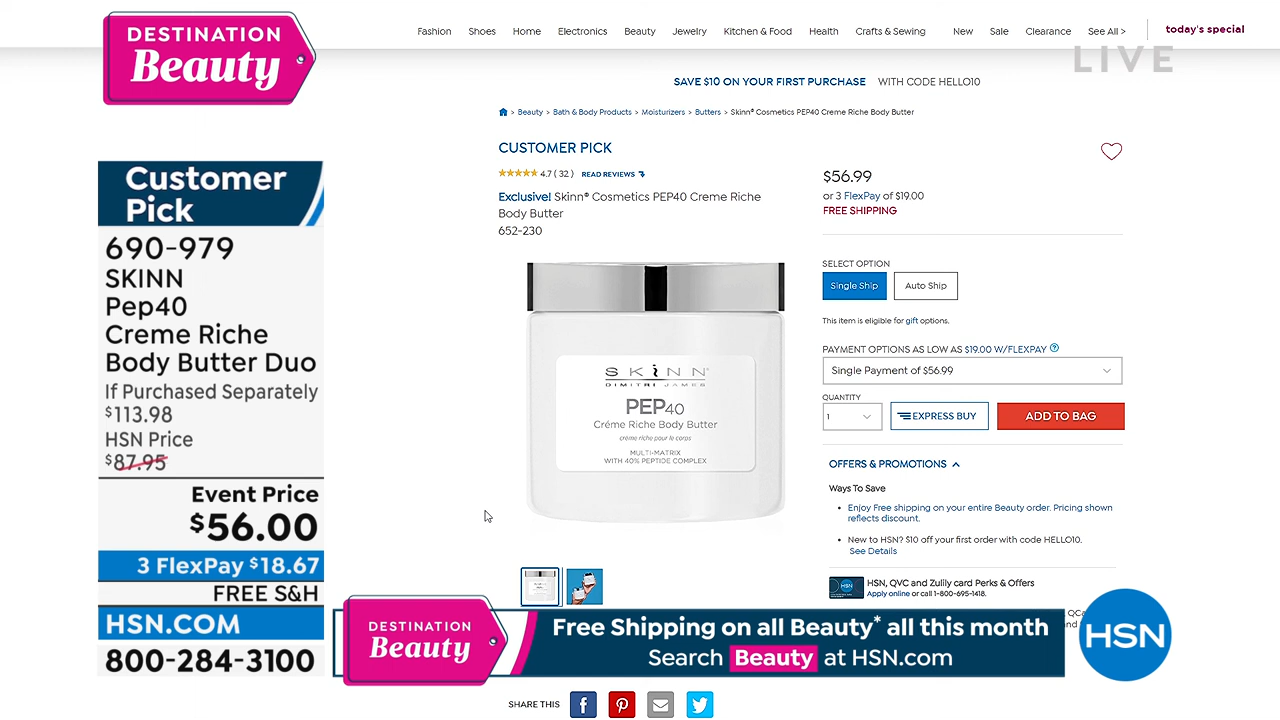 DESTINATION
Beauty
Fashion Shoes Home Electronics Beauty Jewelry Kitchen & Food Health Crafts & Sewing New Sale Clearance See All > today's special
LIVE
SAVE $10 ON YOUR FIRST PURCHASE WITH CODE HELLO10
> Beauty > Bath & Body Products > Moisturizers > Butters > Skinn® Cosmetics PEP40 Creme Riche Body Butter
CUSTOMER PICK
4.7 ( 32 ) READ REVIEWS
Exclusive! Skinn® Cosmetics PEP40 Creme Riche
Body Butter
652-230
$56.99
or 3 FlexPay of $19.00
FREE SHIPPING
SELECT OPTION
Single Ship Auto Ship
This item is eligible for gift options.
PAYMENT OPTIONS AS LOW AS $19.00 W/FLEXPAY ?
Single Payment of $56.99
QUANTITY
1 EXPRESS BUY ADD TO BAG
OFFERS & PROMOTIONS
Ways To Save
• Enjoy Free shipping on your entire Beauty order. Pricing shown
reflects discount.
• New to HSN? $10 off your first order with code HELLO10.
See Details
HSN
HSN, QVC and Zulily card Perks & Offers
Apply online or call 1-800-695-1418.
SKINN®
DIMITRI JAMES
PEP40
Créme Riche Body Butter
creme riche pour le corps
MULTI-MATRIX
WITH 40% PEPTIDE COMPLEX
Customer
Pick
690-979
SKINN
Pep40
Creme Riche
Body Butter Duo
If Purchased Separately
$113.98
HSN Price
$87.95
Event Price
$56.00
3 FlexPay $18.67
FREE S&H
HSN.COM
800-284-3100
DESTINATION
Beauty
Free Shipping on all Beauty* all this month
Search Beauty at HSN.com
HSN
SHARE THIS